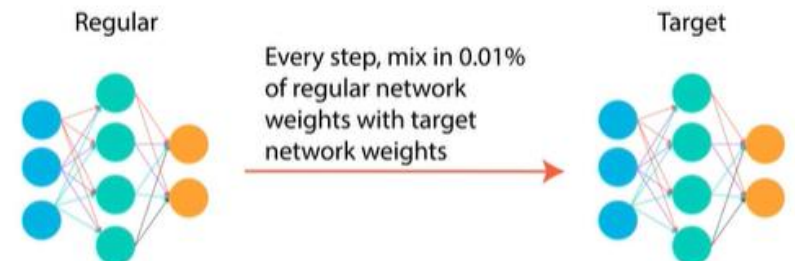 Regular
Target
Every step, mix in 0.01%
of regular network
weights with target
network weights